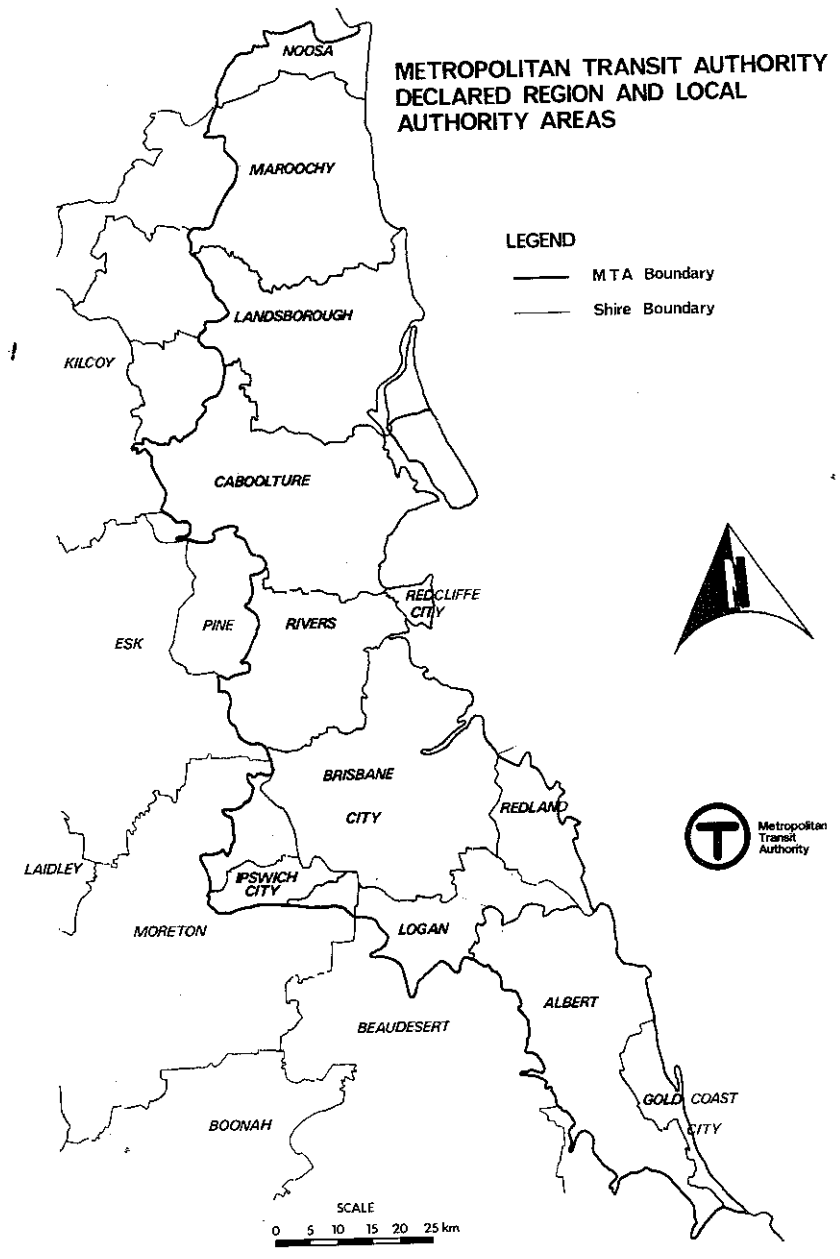 NOOSA
METROPOLITAN TRANSIT AUTHORITY
DECLARED REGION AND LOCAL
AUTHORITY AREAS
MAROOCHY
LEGEND
MTA Boundary
Shire Boundary
LANDSBOROUGH
KILCOY
CABOOLTURE
N
REDCLIFFE
CITY
ESK
PINE RIVERS
BRISBANE
CITY
REDLAND
T
Metropolitan
Transit
Authority
LAIDLEY
IPSWICH
CITY
MORETON
LOGAN
ALBERT
BEAUDESERT
GOLD COAST
CITY
BOONAH
SCALE
0 5 10 15 20 25 km